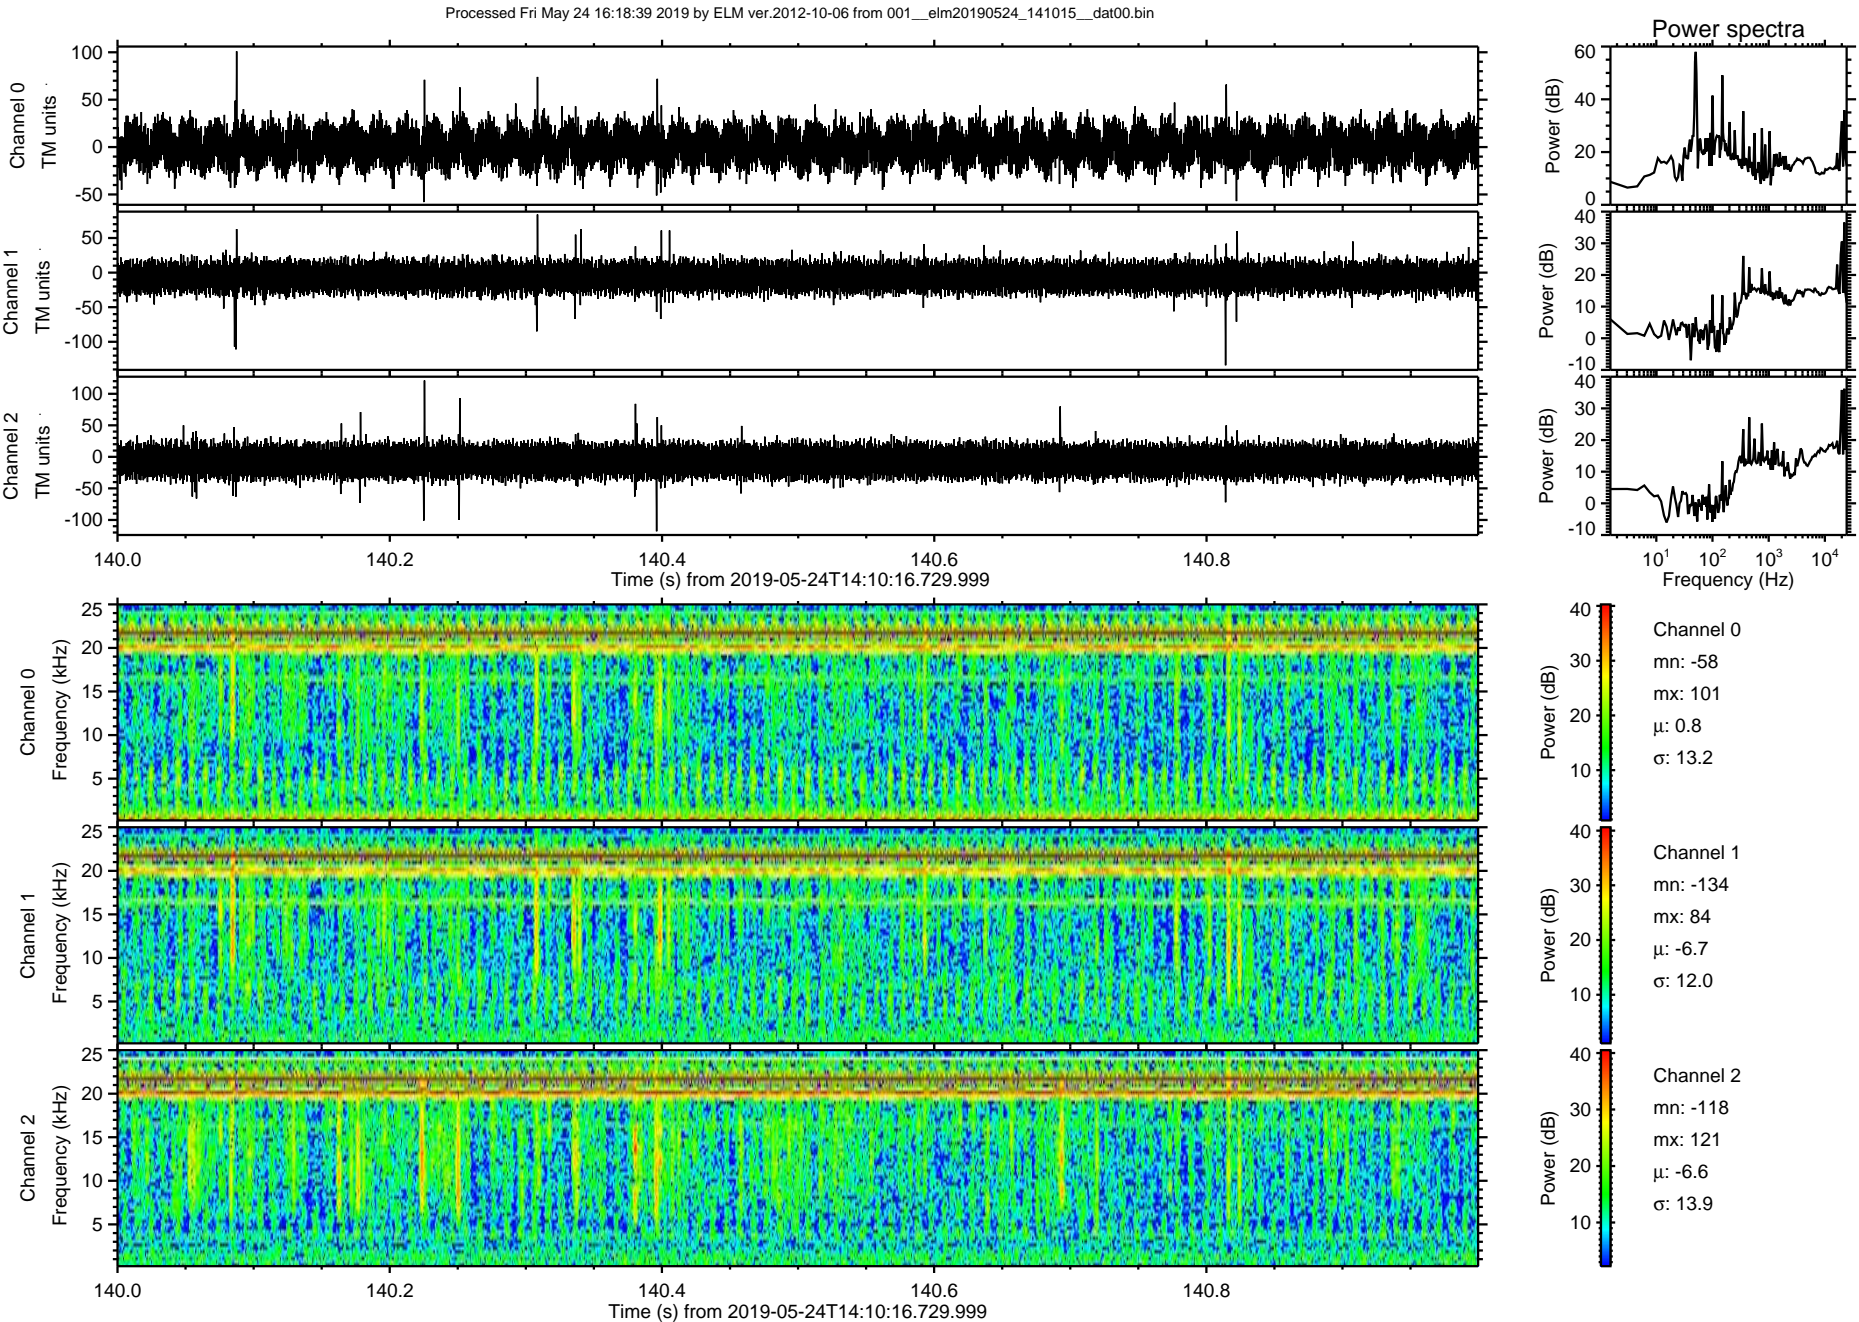 Processed Fri May 24 16:18:39 2019 by ELM ver.2012-10-06 from 001__elm20190524_141015__dat00.bin
Power spectra
Channel 0
TM units
100
50
0
-50
Power (dB)
60
40
20
0
Channel 1
TM units
50
0
-50
-100
Power (dB)
40
30
20
10
0
-10
Channel 2
TM units
100
50
0
-50
-100
Power (dB)
40
30
20
10
0
-10
140.0 140.2 140.4 140.6 140.8
Time (s) from 2019-05-24T14:10:16.729.999
10^1 10^2 10^3 10^4
Frequency (Hz)
Channel 0
Frequency (kHz)
25
20
15
10
5
Power (dB)
40
30
20
10
Channel 0
mn: -58
mx: 101
μ: 0.8
σ: 13.2
Channel 1
Frequency (kHz)
25
20
15
10
5
Power (dB)
40
30
20
10
Channel 1
mn: -134
mx: 84
μ: -6.7
σ: 12.0
Channel 2
Frequency (kHz)
25
20
15
10
5
Power (dB)
40
30
20
10
Channel 2
mn: -118
mx: 121
μ: -6.6
σ: 13.9
140.0 140.2 140.4 140.6 140.8
Time (s) from 2019-05-24T14:10:16.729.999